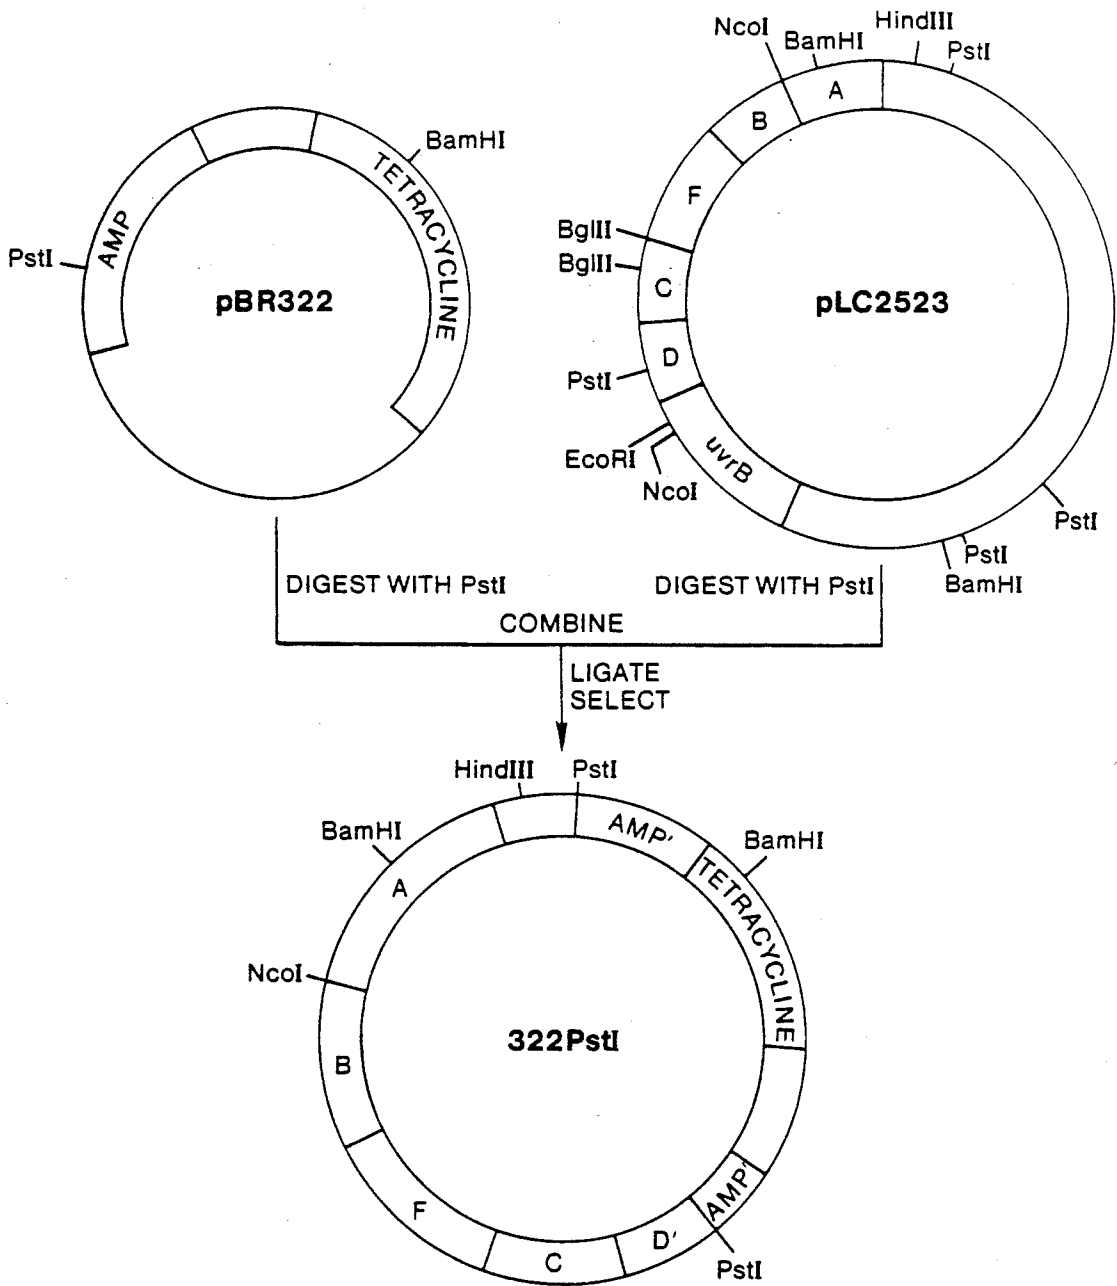 NcoI
BamHI
HindIII
PstI
A
B
F
BglII
BglII
C
D
PstI
EcoRI
NcoI
uvrB
PstI
PstI
BamHI
pLC2523
BamHI
TETRACYCLINE
AMP
PstI
pBR322
DIGEST WITH PstI
DIGEST WITH PstI
COMBINE
LIGATE
SELECT
HindIII
PstI
BamHI
AMP'
BamHI
A
TETRACYCLINE
NcoI
322PstI
B
F
C
D'
AMP'
PstI